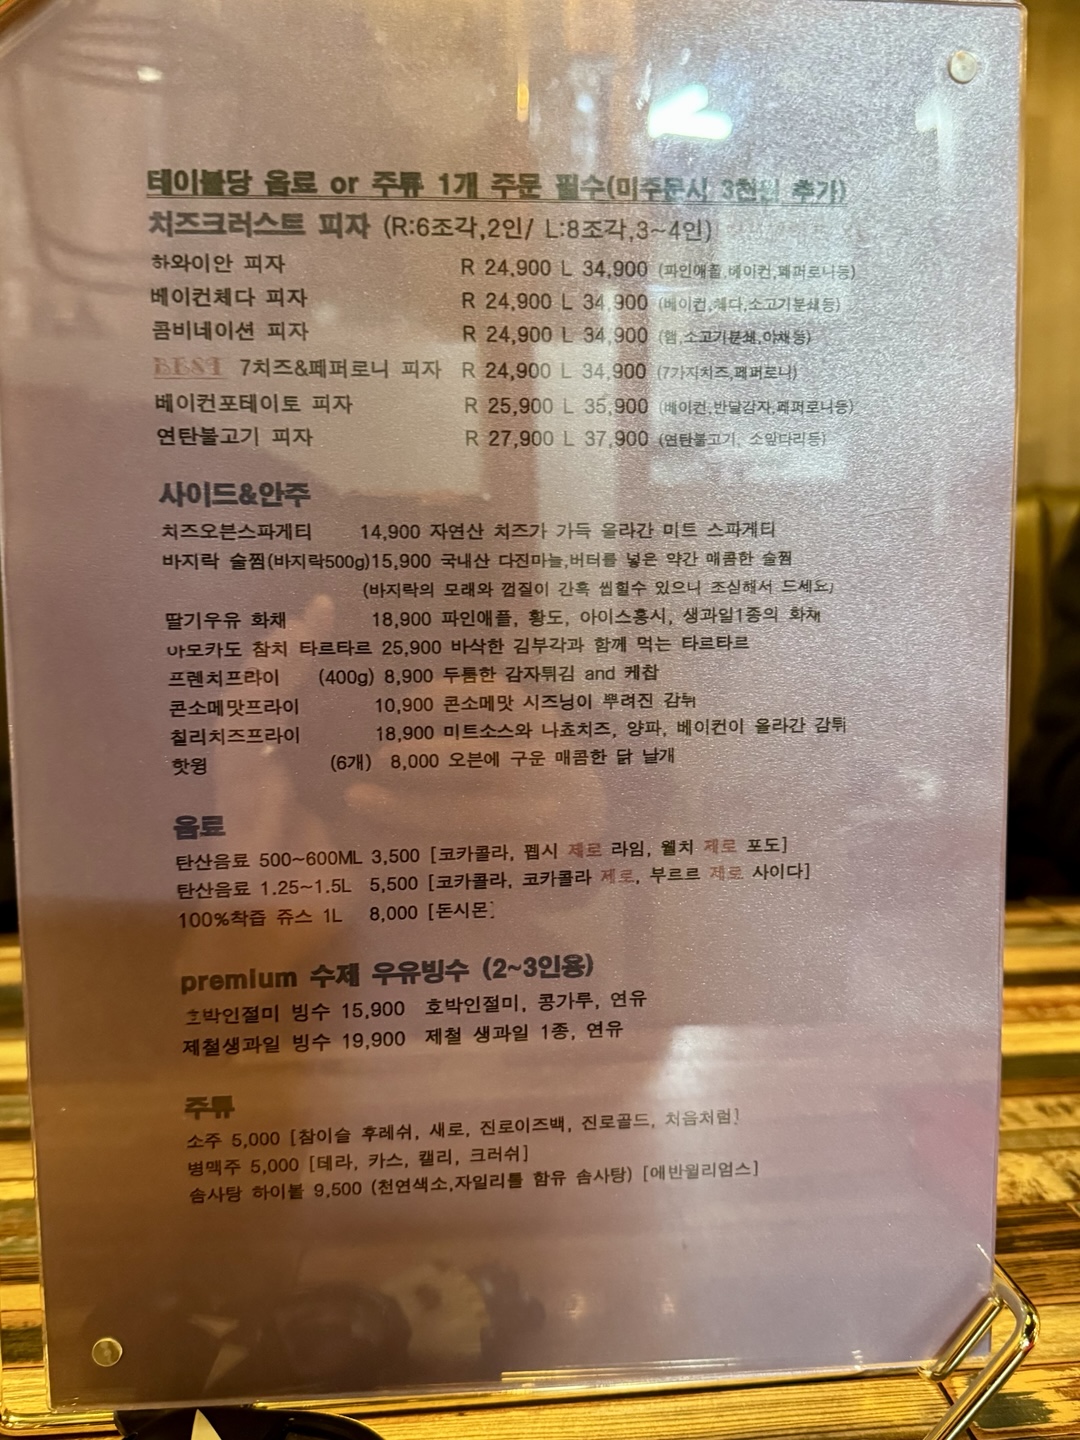 테이블당 음료 or 주류 1개 주문 필수(미주문시 3천원 추가)
치즈크러스트 피자 (R:6조각,2인/ L:8조각,3~4인)
하와이안 피자 R 24,900 L 34,900 (파인애플,베이컨,페퍼로니등)
베이컨체다 피자 R 24,900 L 34,900 (베이컨,체다,소고기분쇄등)
콤비네이션 피자 R 24,900 L 34,900 (햄,소고기분쇄,야채등)
BEST 7치즈&페퍼로니 피자 R 24,900 L 34,900 (7가지치즈,페퍼로니)
베이컨포테이토 피자 R 25,900 L 35,900 (베이컨,반달감자,페퍼로니등)
연탄불고기 피자 R 27,900 L 37,900 (연탄불고기, 소앞다리등)
사이드&안주
치즈오븐스파게티 14,900 자연산 치즈가 가득 올라간 미트 스파게티
바지락 술찜(바지락500g)15,900 국내산 다진마늘,버터를 넣은 약간 매콤한 술찜
(바지락의 모래와 껍질이 간혹 씹힐수 있으니 조심해서 드세요)
딸기우유 화채 18,900 파인애플, 황도, 아이스홍시, 생과일1종의 화채
아모카도 참치 타르타르 25,900 바삭한 김부각과 함께 먹는 타르타르
프렌치프라이 (400g) 8,900 두툼한 감자튀김 and 케찹
콘소메맛프라이 10,900 콘소메맛 시즈닝이 뿌려진 감튀
칠리치즈프라이 18,900 미트소스와 나쵸치즈, 양파, 베이컨이 올라간 감튀
핫윙 (6개) 8,000 오븐에 구운 매콤한 닭 날개
음료
탄산음료 500~600ML 3,500 [코카콜라, 펩시 제로 라임, 웰치 제로 포도]
탄산음료 1.25~1.5L 5,500 [코카콜라, 코카콜라 제로, 부르르 제로 사이다]
100%착즙 쥬스 1L 8,000 [돈시몬]
premium 수제 우유빙수 (2~3인용)
호박인절미 빙수 15,900 호박인절미, 콩가루, 연유
제철생과일 빙수 19,900 제철 생과일 1종, 연유
주류
소주 5,000 [참이슬 후레쉬, 새로, 진로이즈백, 진로골드, 처음처럼]
병맥주 5,000 [테라, 카스, 켈리, 크러쉬]
솜사탕 하이볼 9,500 (천연색소,자일리톨 함유 솜사탕) [에반윌리엄스]